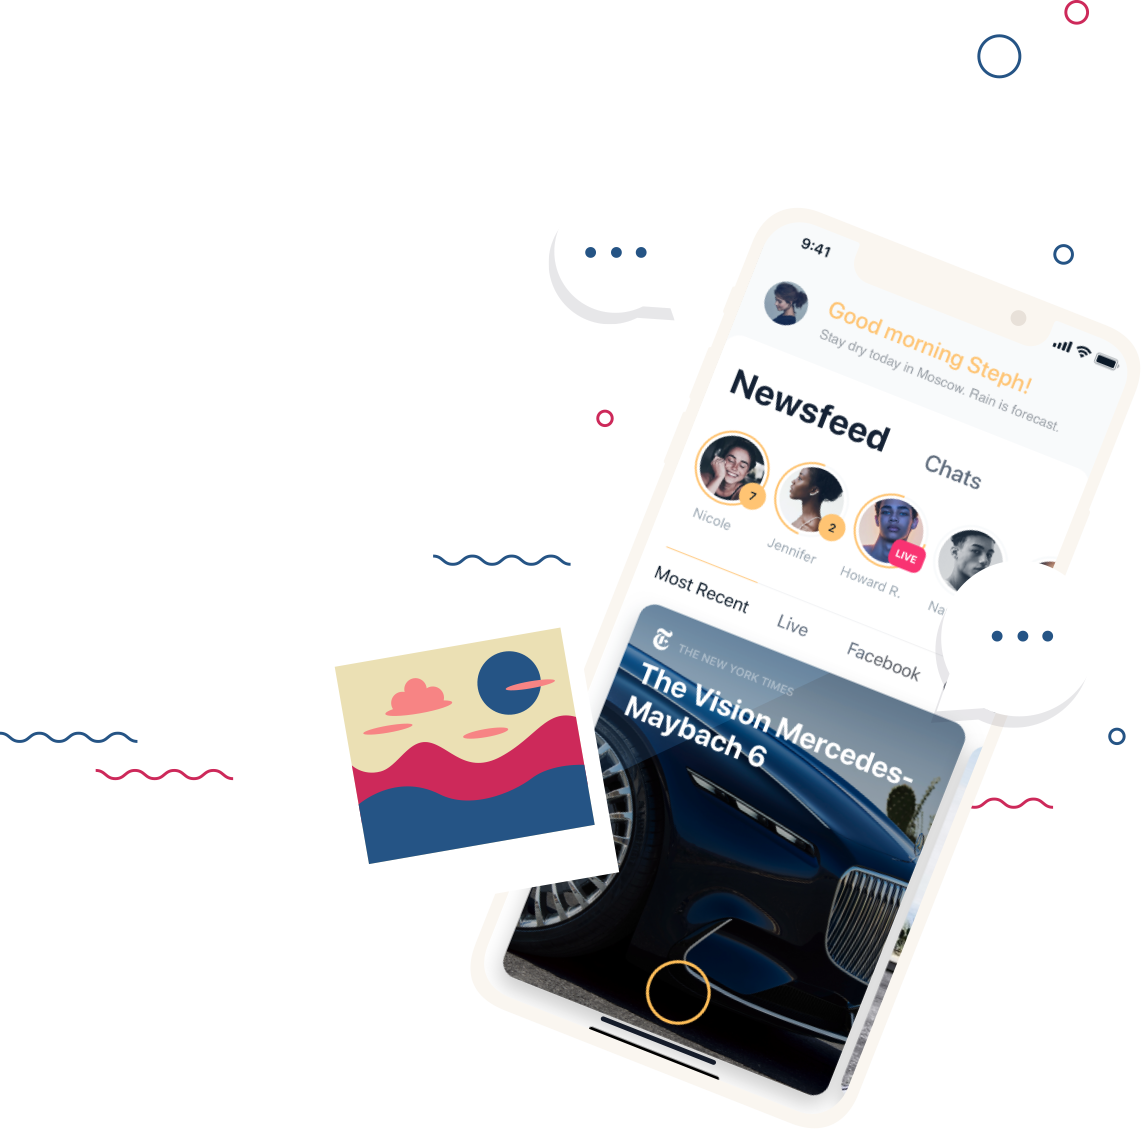 9:41
Good morning Steph!
Stay dry today in Moscow. Rain is forecast.
Newsfeed
Chats
7
2
LIVE
Nicole
Jennifer
Howard R.
Na
Most Recent
Live
Facebook
THE NEW YORK TIMES
The Vision Mercedes-
Maybach 6